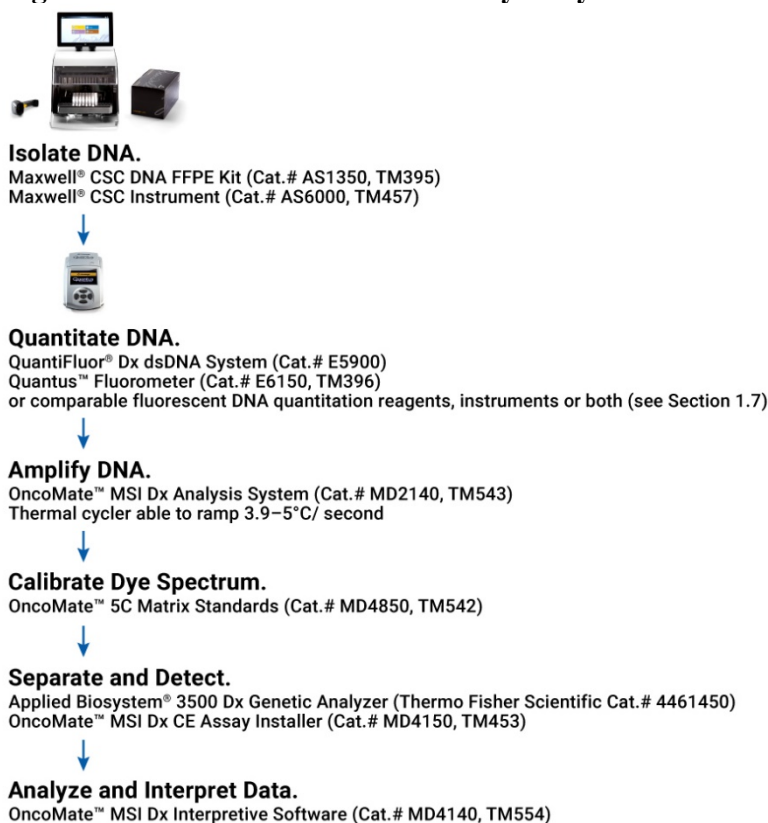 Isolate DNA.
Maxwell® CSC DNA FFPE Kit (Cat.# AS1350, TM395)
Maxwell® CSC Instrument (Cat.# AS6000, TM457)
Quantitate DNA.
QuantiFluor® Dx dsDNA System (Cat.# E5900)
Quantus™ Fluorometer (Cat.# E6150, TM396)
or comparable fluorescent DNA quantitation reagents, instruments or both (see Section 1.7)
Amplify DNA.
OncoMate™ MSI Dx Analysis System (Cat.# MD2140, TM543)
Thermal cycler able to ramp 3.9–5°C/ second
Calibrate Dye Spectrum.
OncoMate™ 5C Matrix Standards (Cat.# MD4850, TM542)
Separate and Detect.
Applied Biosystem® 3500 Dx Genetic Analyzer (Thermo Fisher Scientific Cat.# 4461450)
OncoMate™ MSI Dx CE Assay Installer (Cat.# MD4150, TM453)
Analyze and Interpret Data.
OncoMate™ MSI Dx Interpretive Software (Cat.# MD4140, TM554)